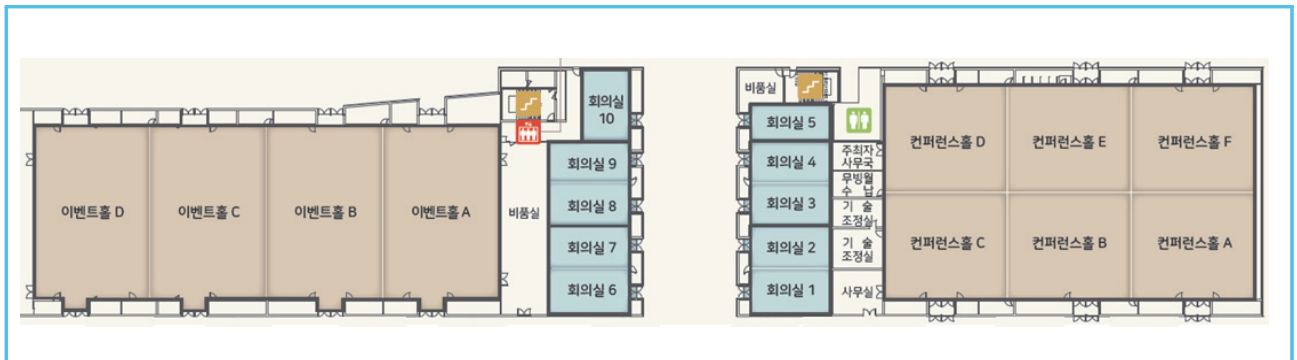 회의실
10
회의실 9
회의실 8
회의실 7
회의실 6
비품실
이벤트홀 D
이벤트홀 C
이벤트홀 B
이벤트홀 A
비품실
회의실 5
회의실 4
회의실 3
회의실 2
회의실 1
주최자
사무국
무빙월
수 납
기 술
조정실
기 술
조정실
사무실
컨퍼런스홀 D
컨퍼런스홀 E
컨퍼런스홀 F
컨퍼런스홀 C
컨퍼런스홀 B
컨퍼런스홀 A